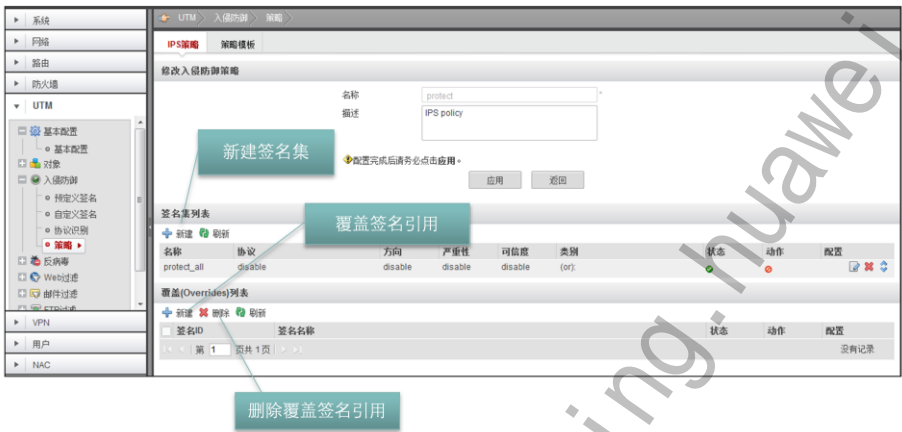 系统
网络
路由
防火墙
UTM
基本配置
基本配置
对象
入侵防御
预定义签名
自定义签名
协议识别
策略
反病毒
Web过滤
邮件过滤
VPN
用户
NAC
UTM > 入侵防御 > 策略 >
IPS策略 策略模板
修改入侵防御策略
名称 protect *
描述 IPS policy
配置完成后请务必点击应用。
应用 返回
新建签名集
签名集列表
新建 刷新
覆盖签名引用
名称 协议 方向 严重性 可信度 类别 状态 动作 配置
protect_all disable disable disable disable (or):
覆盖(Overrides)列表
新建 删除 刷新
签名ID 签名名称 状态 动作 配置
第 1 页共 1 页 没有记录
删除覆盖签名引用
ing.huawei